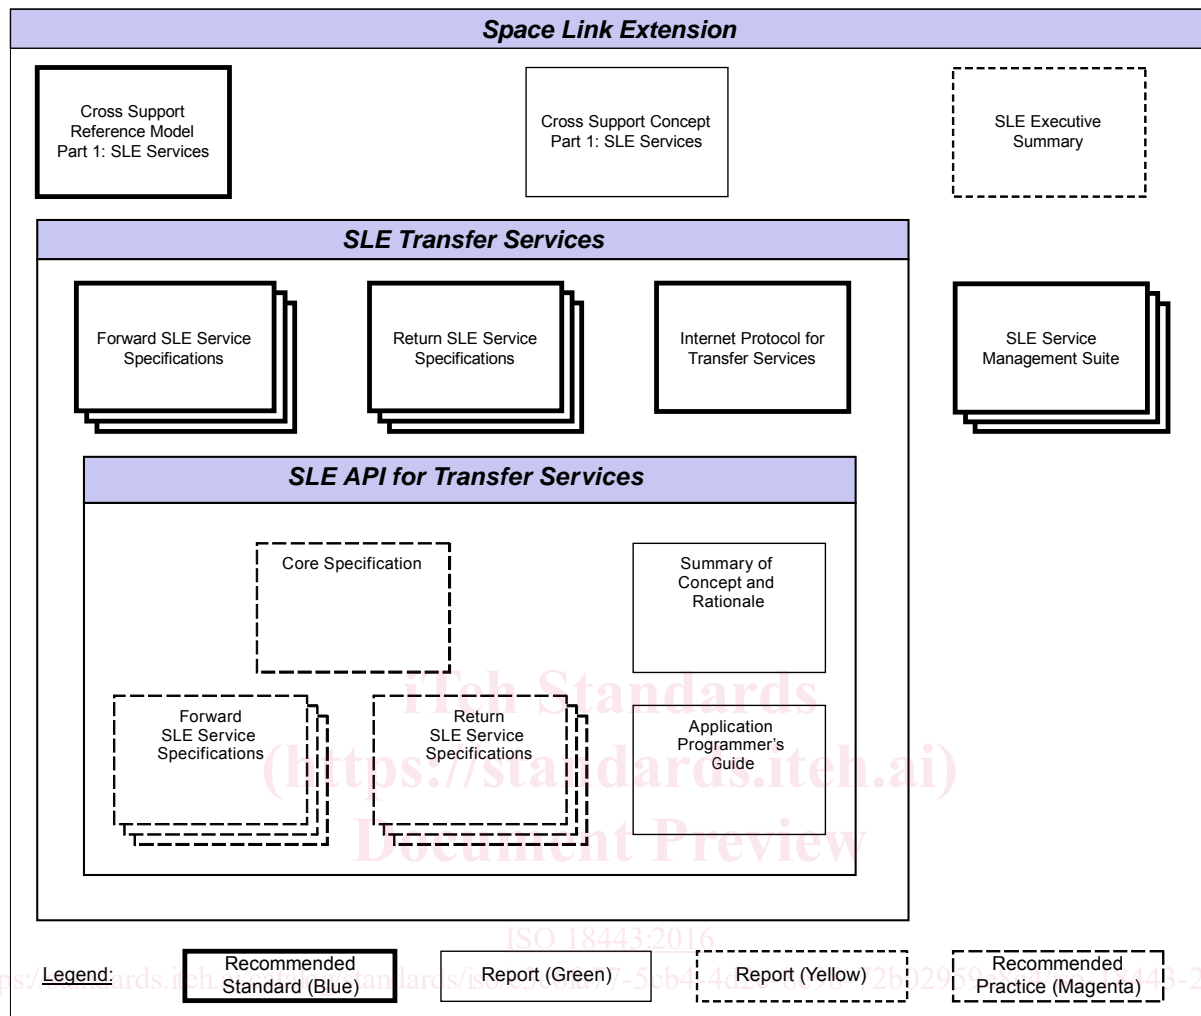 Space Link Extension
Cross Support
Reference Model
Part 1: SLE Services
Cross Support Concept
Part 1: SLE Services
SLE Executive
Summary
SLE Transfer Services
Forward SLE Service
Specifications
Return SLE Service
Specifications
Internet Protocol for
Transfer Services
SLE Service
Management Suite
SLE API for Transfer Services
Core Specification
Summary of
Concept and
Rationale
iTeh Standards
Forward
SLE Service
Specifications
Return
SLE Service
Specifications
Application
Programmer's
Guide
(https://standards.iteh.ai)
Document Preview
ISO 18443:2016
Legend:
Recommended
Standard (Blue)
Report (Green)
Report (Yellow)
Recommended
Practice (Magenta)